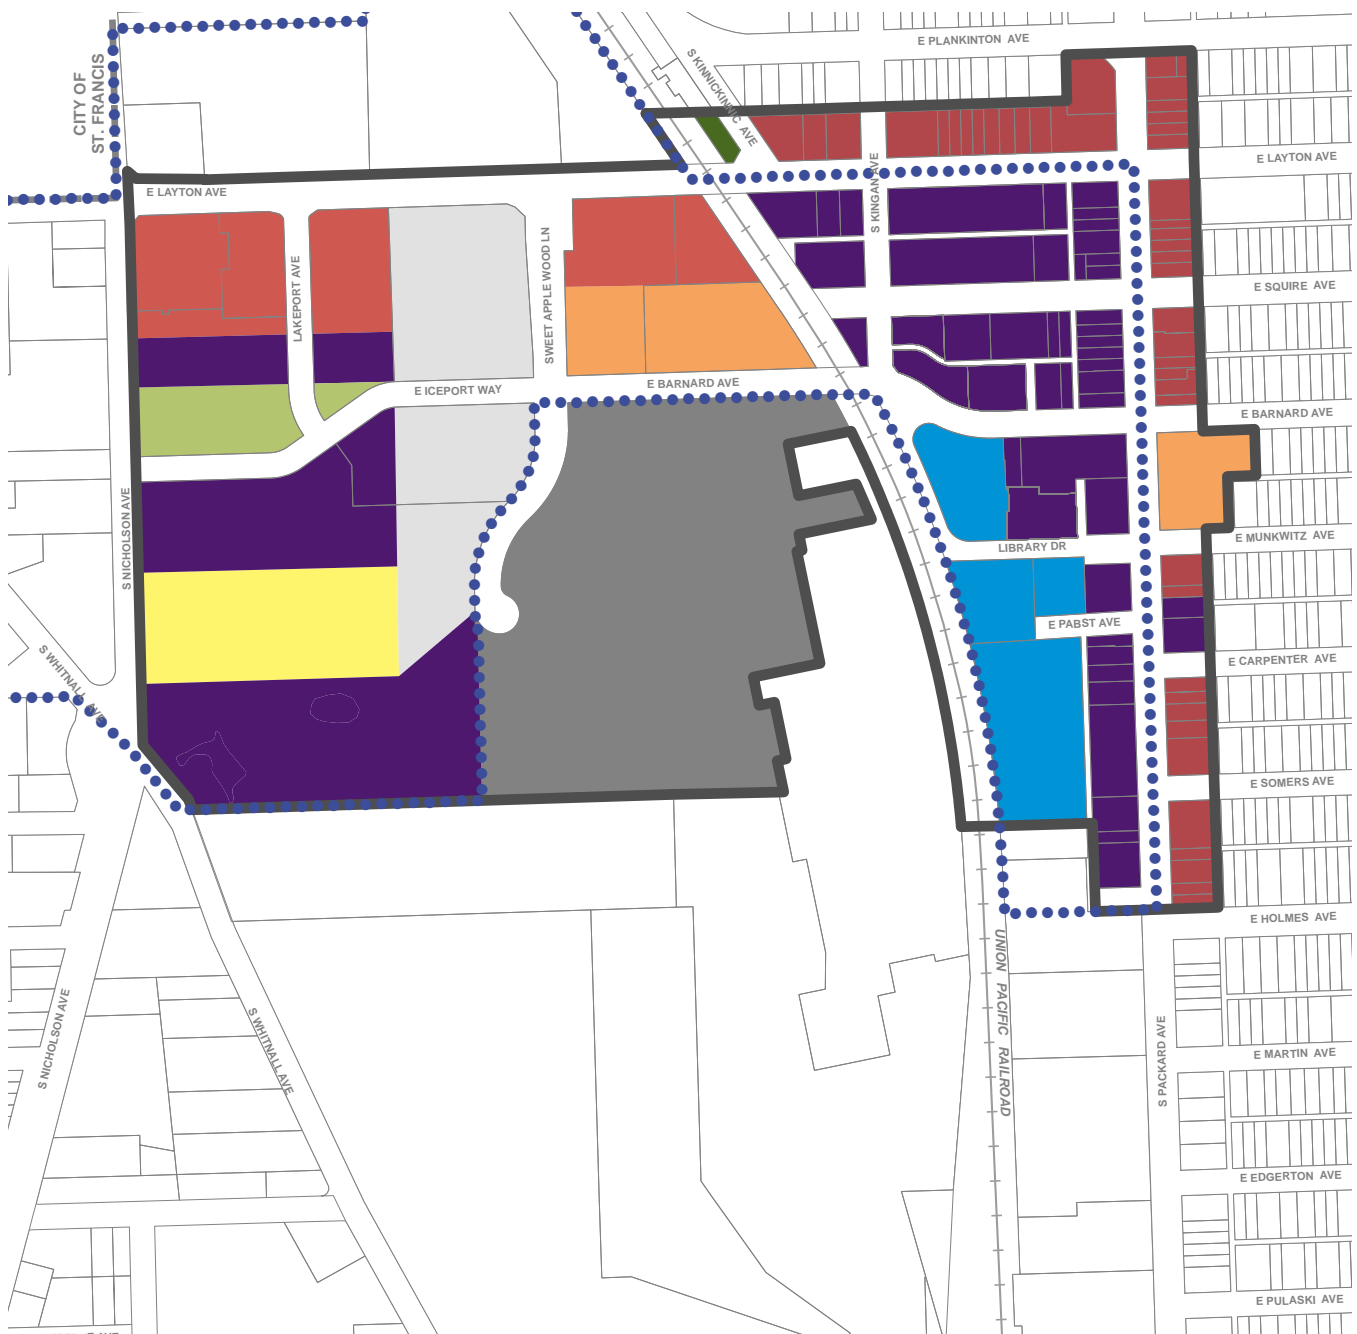 E PLANKINTON AVE
S KINNICKINNIC AVE
CITY OF
ST. FRANCIS
E LAYTON AVE
E LAYTON AVE
S KINGAN AVE
SWEET APPLE WOOD LN
LAKEPORT AVE
E SQUIRE AVE
E ICEPORT WAY
E BARNARD AVE
E BARNARD AVE
S NICHOLSON AVE
E MUNKWITZ AVE
LIBRARY DR
E PABST AVE
S WHITNALL AVE
E CARPENTER AVE
E SOMERS AVE
E HOLMES AVE
UNION PACIFIC RAILROAD
S NICHOLSON AVE
S WHITNALL AVE
S PACKARD AVE
E MARTIN AVE
E EDGERTON AVE
E PULASKI AVE